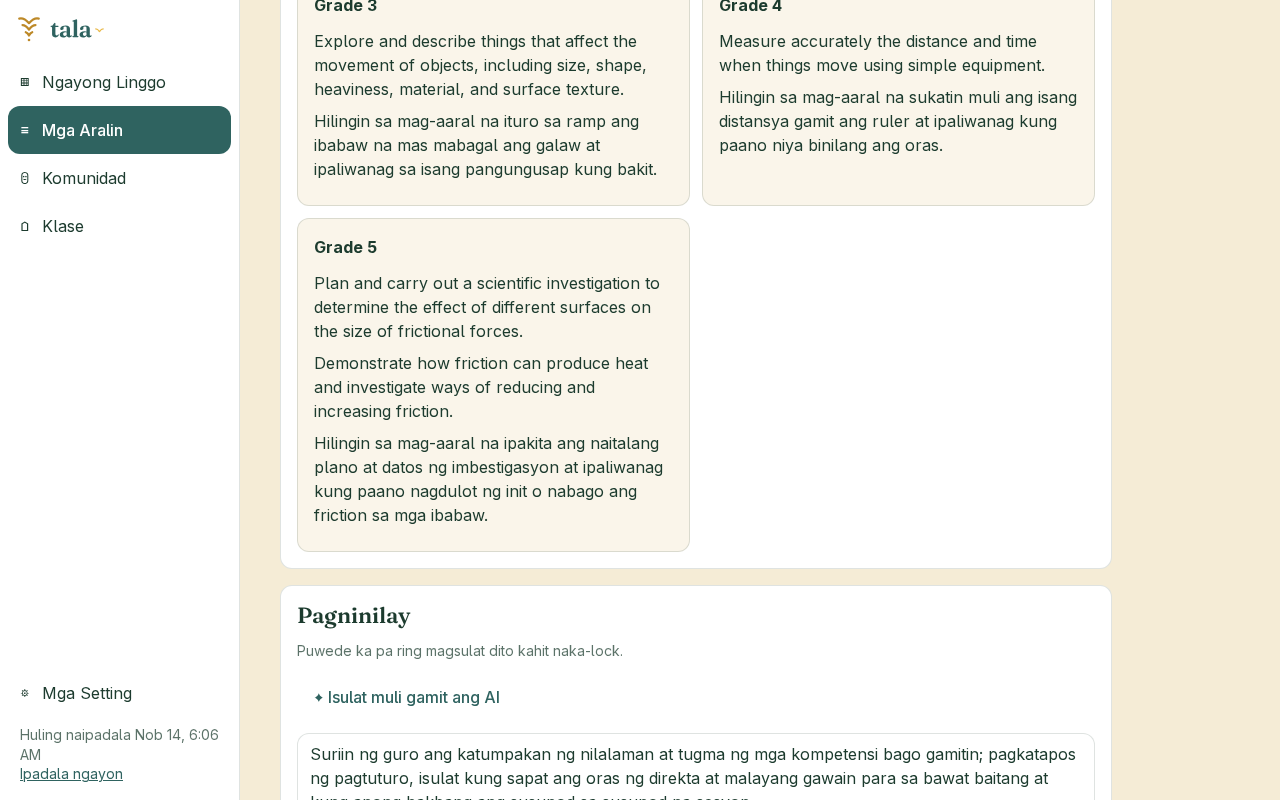 tala
Ngayong Linggo
Mga Aralin
Komunidad
Klase
Mga Setting
Huling naipadala Nob 14, 6:06
AM
Ipadala ngayon
Grade 3
Explore and describe things that affect the
movement of objects, including size, shape,
heaviness, material, and surface texture.
Hilingin sa mag-aaral na ituro sa ramp ang
ibabaw na mas mabagal ang galaw at
ipaliwanag sa isang pangungusap kung bakit.
Grade 4
Measure accurately the distance and time
when things move using simple equipment.
Hilingin sa mag-aaral na sukatin muli ang isang
distansya gamit ang ruler at ipaliwanag kung
paano niya binilang ang oras.
Grade 5
Plan and carry out a scientific investigation to
determine the effect of different surfaces on
the size of frictional forces.
Demonstrate how friction can produce heat
and investigate ways of reducing and
increasing friction.
Hilingin sa mag-aaral na ipakita ang naitalang
plano at datos ng imbestigasyon at ipaliwanag
kung paano nagdulot ng init o nabago ang
friction sa mga ibabaw.
Pagninilay
Puwede ka pa ring magsulat dito kahit naka-lock.
✦ Isulat muli gamit ang AI
Suriin ng guro ang katumpakan ng nilalaman at tugma ng mga kompetensi bago gamitin; pagkatapos
ng pagtuturo, isulat kung sapat ang oras ng direkta at malayang gawain para sa bawat baitang at